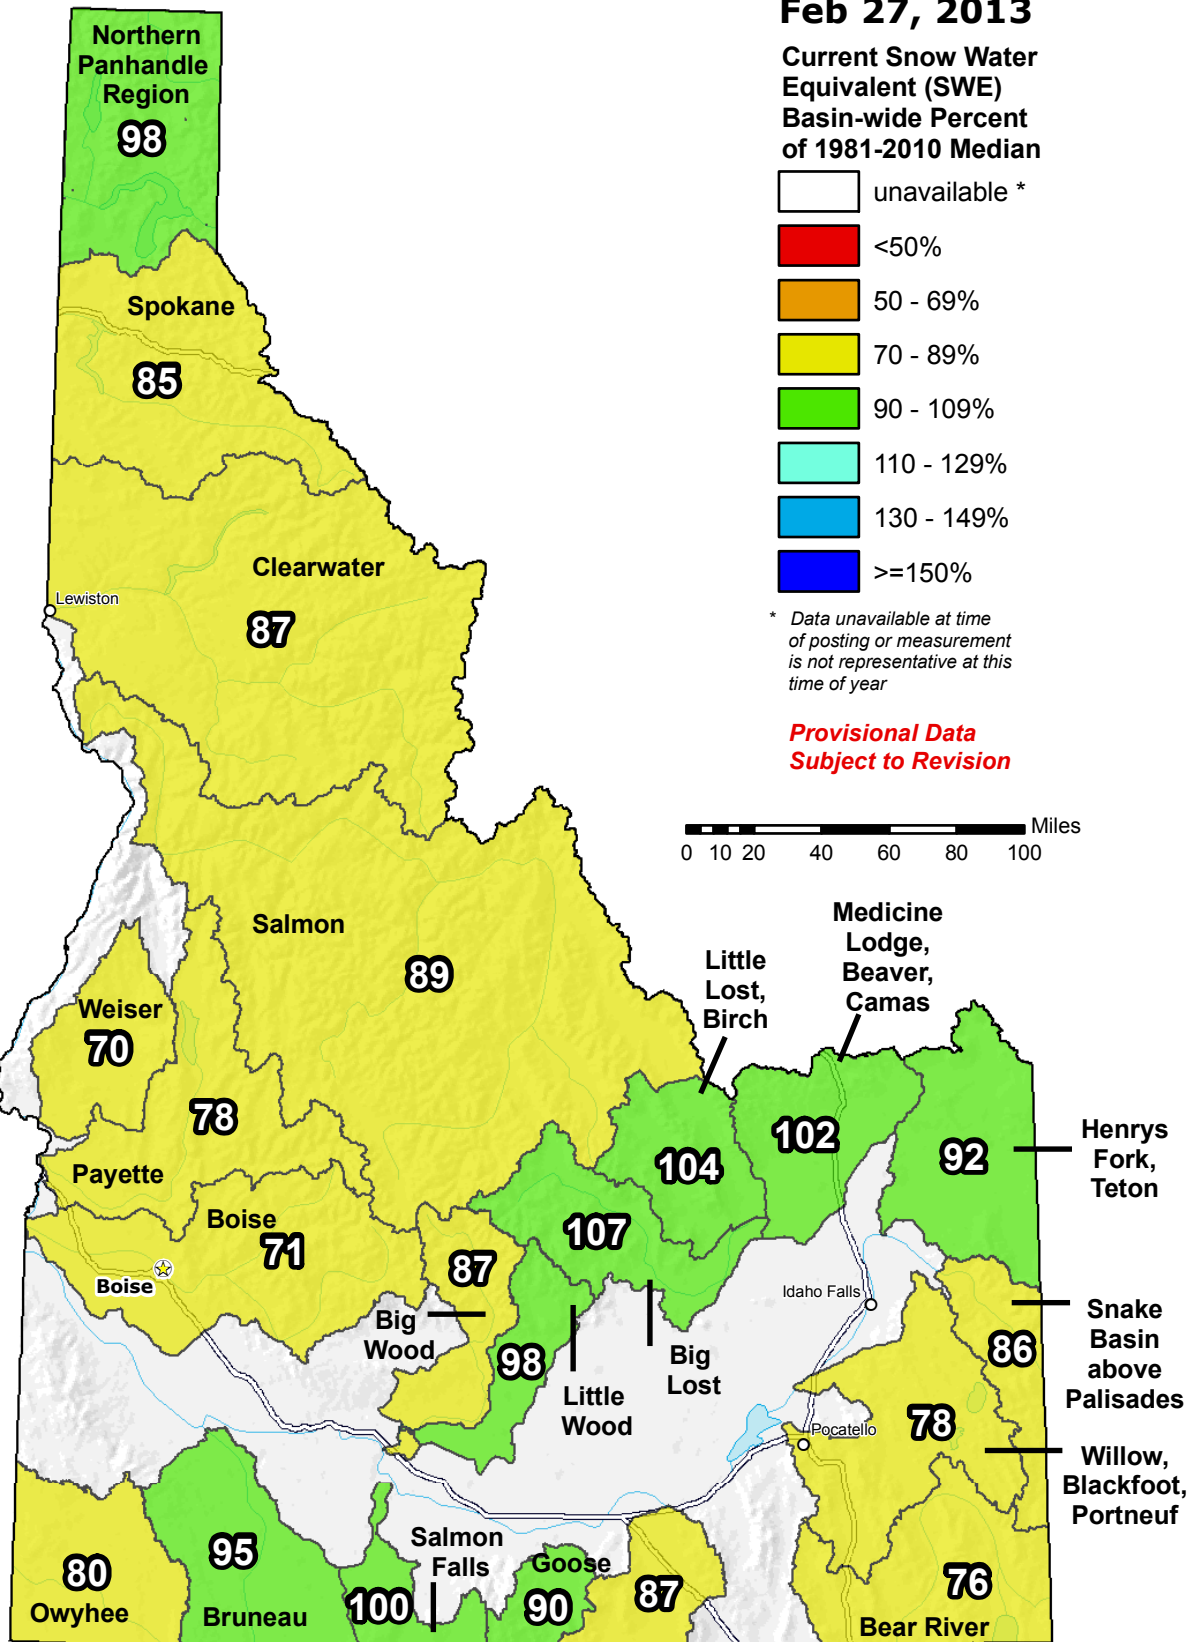 Feb 27, 2013
Current Snow Water
Equivalent (SWE)
Basin-wide Percent
of 1981-2010 Median
unavailable *
<50%
50 - 69%
70 - 89%
90 - 109%
110 - 129%
130 - 149%
>=150%
* Data unavailable at time
of posting or measurement
is not representative at this
time of year
Provisional Data
Subject to Revision
Miles
0 10 20 40 60 80 100
Northern
Panhandle
Region
98
Spokane
85
Clearwater
87
Lewiston
Salmon
89
Weiser
70
78
Payette
Boise
71
Boise
87
Big
Wood
98
Little
Wood
107
Big
Lost
Little
Lost,
Birch
104
Medicine
Lodge,
Beaver,
Camas
102
92
Henrys
Fork,
Teton
Idaho Falls
86
Snake
Basin
above
Palisades
78
Pocatello
Willow,
Blackfoot,
Portneuf
80
Owyhee
95
Bruneau
100
Salmon
Falls
Goose
90
87
76
Bear River